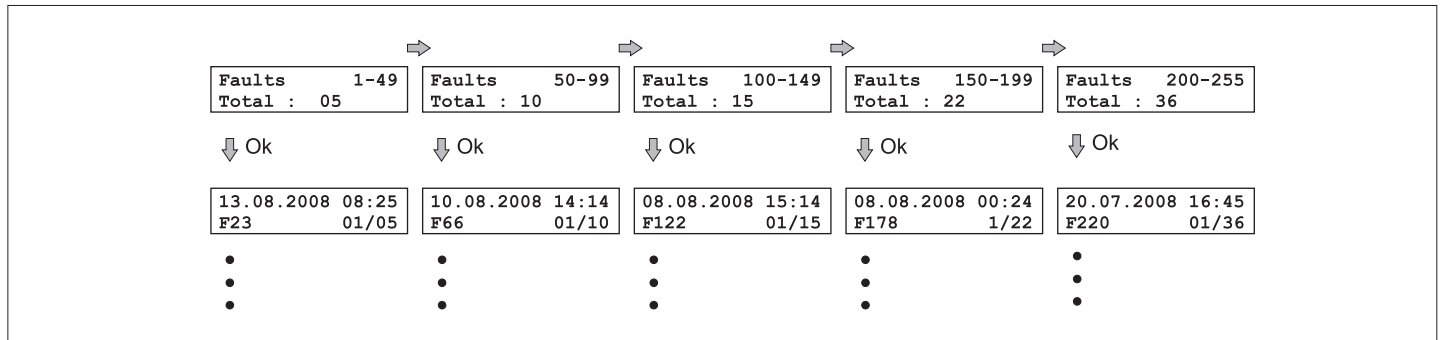 Faults 1-49
Total : 05
Faults 50-99
Total : 10
Faults 100-149
Total : 15
Faults 150-199
Total : 22
Faults 200-255
Total : 36
Ok
Ok
Ok
Ok
Ok
13.08.2008 08:25
F23 01/05
10.08.2008 14:14
F66 01/10
08.08.2008 15:14
F122 01/15
08.08.2008 00:24
F178 1/22
20.07.2008 16:45
F220 01/36